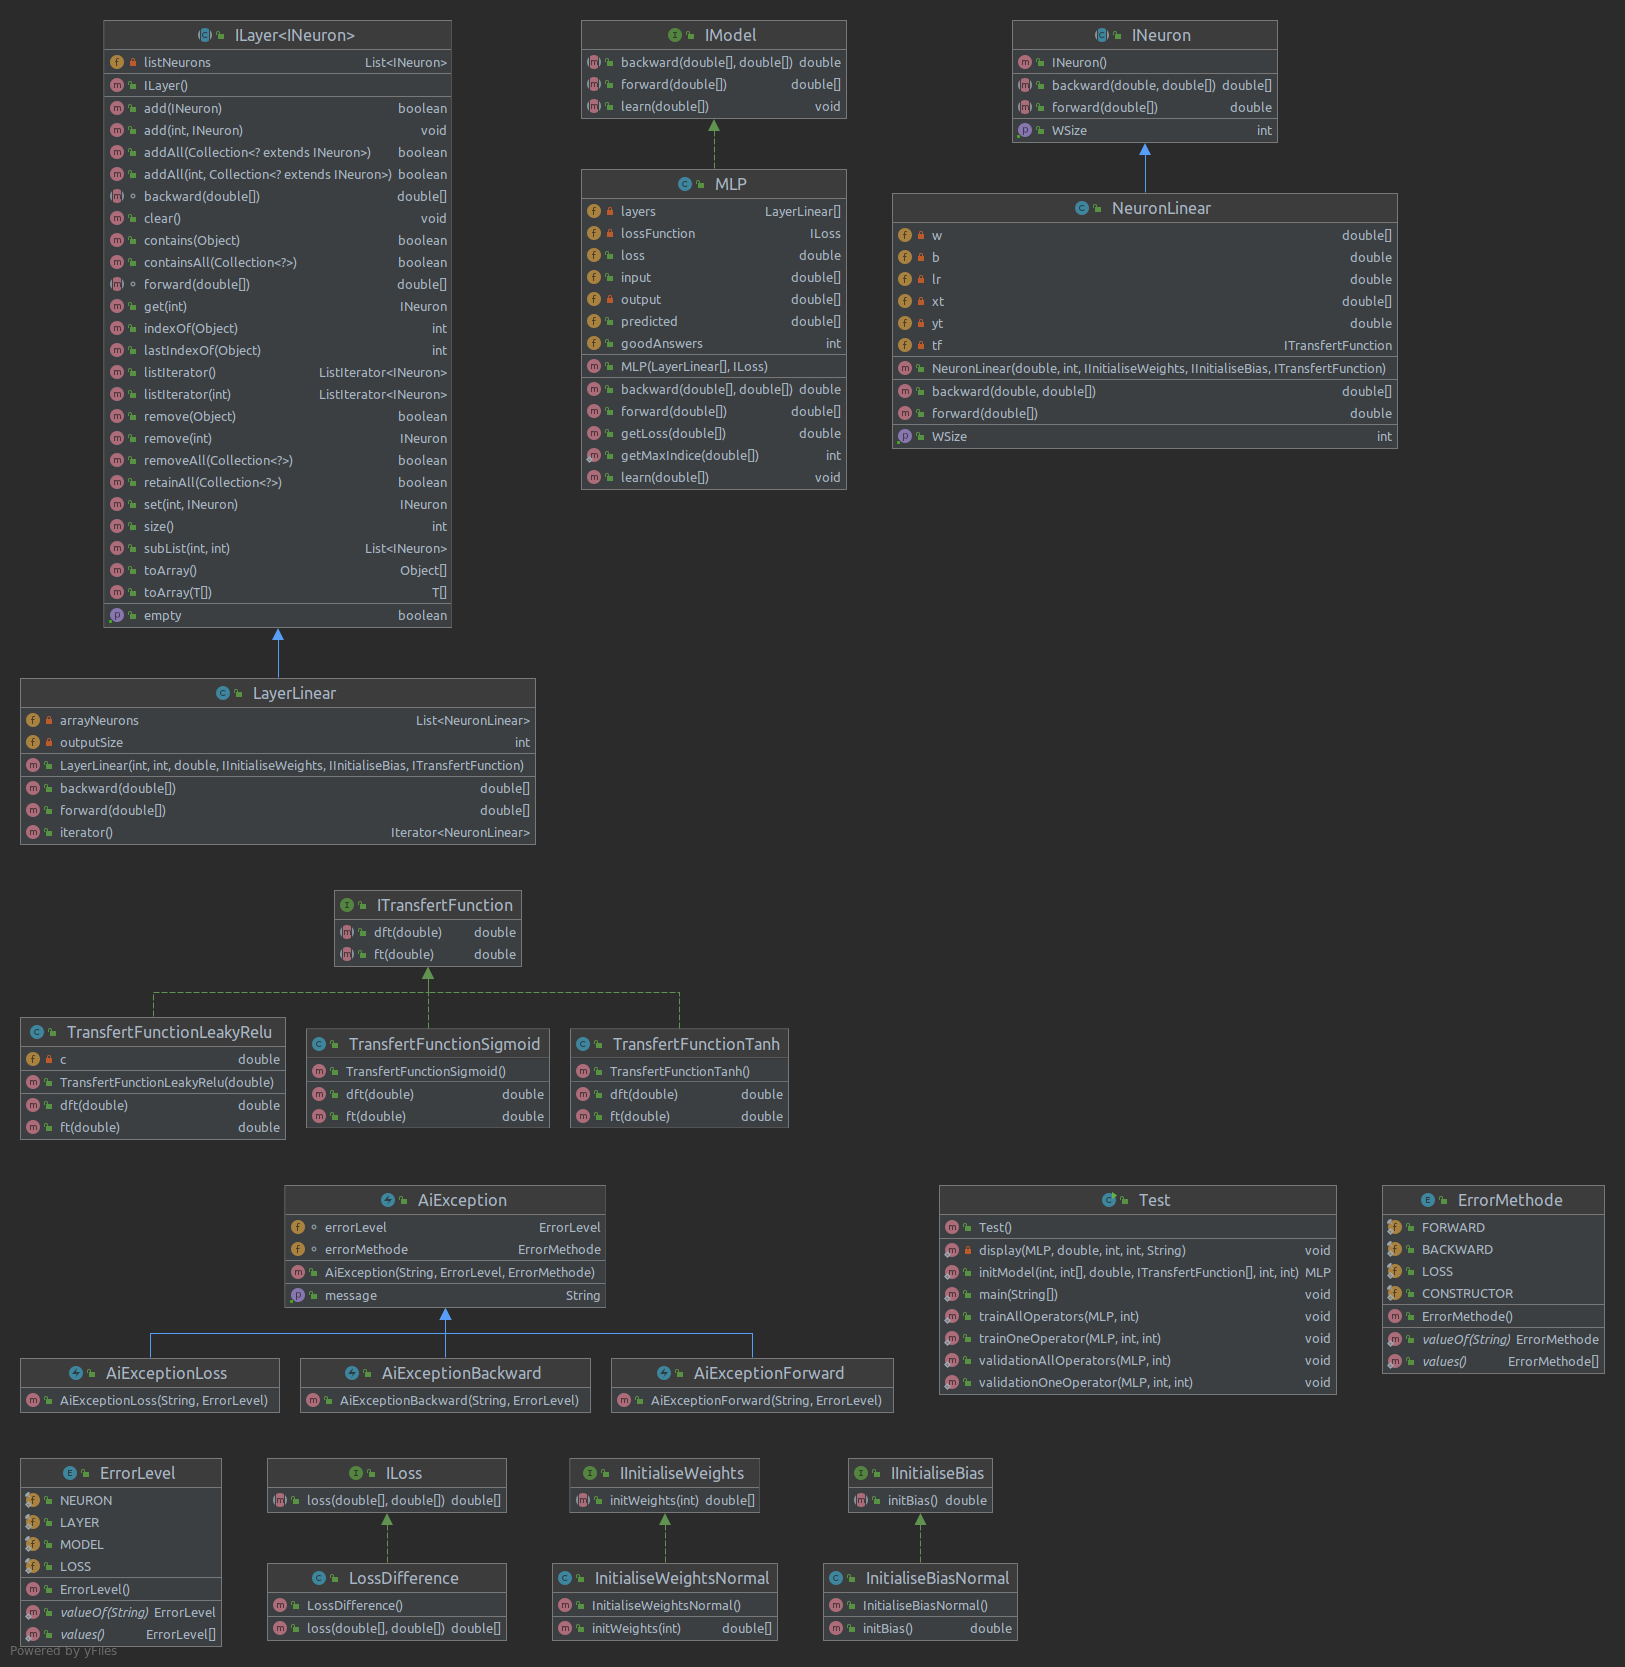 ILayer<INeuron>
listNeurons List<INeuron>
ILayer()
add(INeuron) boolean
add(int, INeuron) void
addAll(Collection<? extends INeuron>) boolean
addAll(int, Collection<? extends INeuron>) boolean
backward(double[]) double[]
clear() void
contains(Object) boolean
containsAll(Collection<?>) boolean
forward(double[]) double[]
get(int) INeuron
indexOf(Object) int
lastIndexOf(Object) int
listIterator() ListIterator<INeuron>
listIterator(int) ListIterator<INeuron>
remove(Object) boolean
remove(int) INeuron
removeAll(Collection<?>) boolean
retainAll(Collection<?>) boolean
set(int, INeuron) INeuron
size() int
subList(int, int) List<INeuron>
toArray() Object[]
toArray(T[]) T[]
empty boolean
IModel
backward(double[], double[]) double
forward(double[]) double[]
learn(double[]) void
MLP
layers LayerLinear[]
lossFunction ILoss
loss double
input double[]
output double[]
predicted double[]
goodAnswers int
MLP(LayerLinear[], ILoss)
backward(double[], double[]) double
forward(double[]) double[]
getLoss(double[]) double
getMaxIndice(double[]) int
learn(double[]) void
INeuron
INeuron()
backward(double, double[]) double[]
forward(double[]) double
WSize int
NeuronLinear
w double[]
b double
lr double
xt double[]
yt double
tf ITransfertFunction
NeuronLinear(double, int, IInitialiseWeights, IInitialiseBias, ITransfertFunction)
backward(double, double[]) double[]
forward(double[]) double
WSize int
LayerLinear
arrayNeurons List<NeuronLinear>
outputSize int
LayerLinear(int, int, double, IInitialiseWeights, IInitialiseBias, ITransfertFunction)
backward(double[]) double[]
forward(double[]) double[]
iterator() Iterator<NeuronLinear>
ITransfertFunction
dft(double) double
ft(double) double
TransfertFunctionLeakyRelu
c double
TransfertFunctionLeakyRelu(double)
dft(double) double
ft(double) double
TransfertFunctionSigmoid
TransfertFunctionSigmoid()
dft(double) double
ft(double) double
TransfertFunctionTanh
TransfertFunctionTanh()
dft(double) double
ft(double) double
AiException
errorLevel ErrorLevel
errorMethode ErrorMethode
AiException(String, ErrorLevel, ErrorMethode)
message String
AiExceptionLoss
AiExceptionLoss(String, ErrorLevel)
AiExceptionBackward
AiExceptionBackward(String, ErrorLevel)
AiExceptionForward
AiExceptionForward(String, ErrorLevel)
Test
Test()
display(MLP, double, int, int, String) void
initModel(int, int[], double, ITransfertFunction[], int, int) MLP
main(String[]) void
trainAllOperators(MLP, int) void
trainOneOperator(MLP, int, int) void
validationAllOperators(MLP, int) void
validationOneOperator(MLP, int, int) void
ErrorMethode
FORWARD
BACKWARD
LOSS
CONSTRUCTOR
ErrorMethode()
valueOf(String) ErrorMethode
values() ErrorMethode[]
ErrorLevel
NEURON
LAYER
MODEL
LOSS
ErrorLevel()
valueOf(String) ErrorLevel
values() ErrorLevel[]
ILoss
loss(double[], double[]) double[]
LossDifference
LossDifference()
loss(double[], double[]) double[]
IInitialiseWeights
initWeights(int) double[]
InitialiseWeightsNormal
InitialiseWeightsNormal()
initWeights(int) double[]
IInitialiseBias
initBias() double
InitialiseBiasNormal
InitialiseBiasNormal()
initBias() double
Powered by yFiles